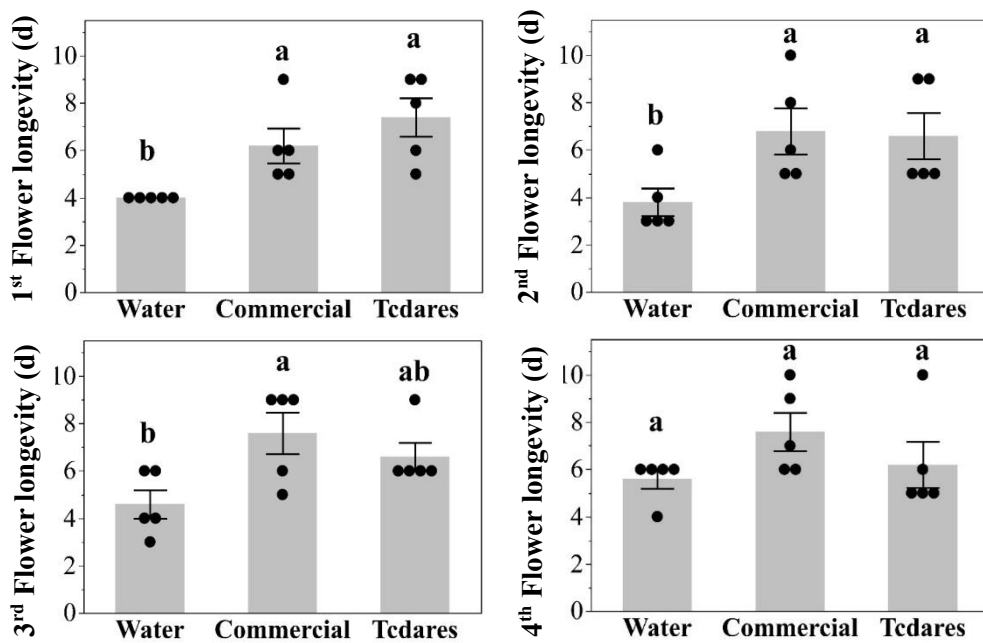 1st Flower longevity (d)
10
8
6
4
2
0
b
a
a
Water Commercial Tcdares
2nd Flower longevity (d)
10
8
6
4
2
0
b
a
a
Water Commercial Tcdares
3rd Flower longevity (d)
10
8
6
4
2
0
b
a
ab
Water Commercial Tcdares
4th Flower longevity (d)
10
8
6
4
2
0
a
a
a
Water Commercial Tcdares